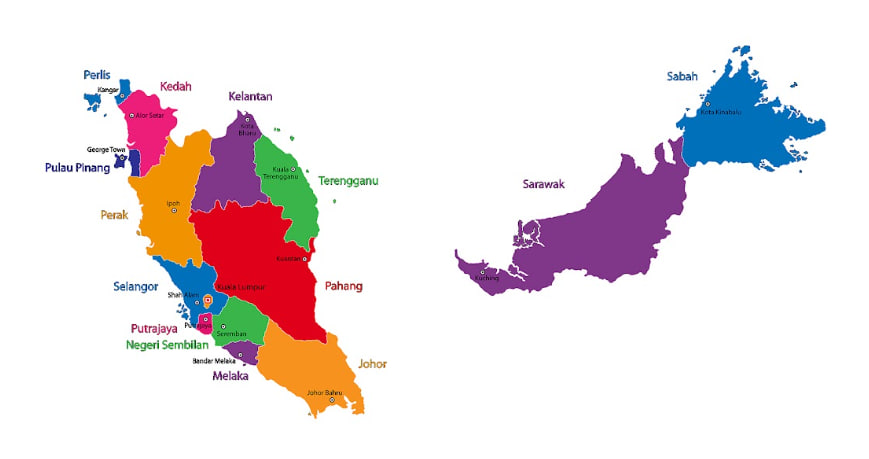 Perlis
Kangar
Kedah
Alor Setar
Kelantan
Kota
Bharu
George Town
Pulau Pinang
Kuala
Terengganu
Terengganu
Perak
Ipoh
Kuantan
Pahang
Selangor
Shah Alam
Kuala Lumpur
Putrajaya
Putrajaya
Negeri Sembilan
Seremban
Bandar Melaka
Melaka
Johor
Johor Bahru
Sabah
Kota Kinabalu
Sarawak
Kuching